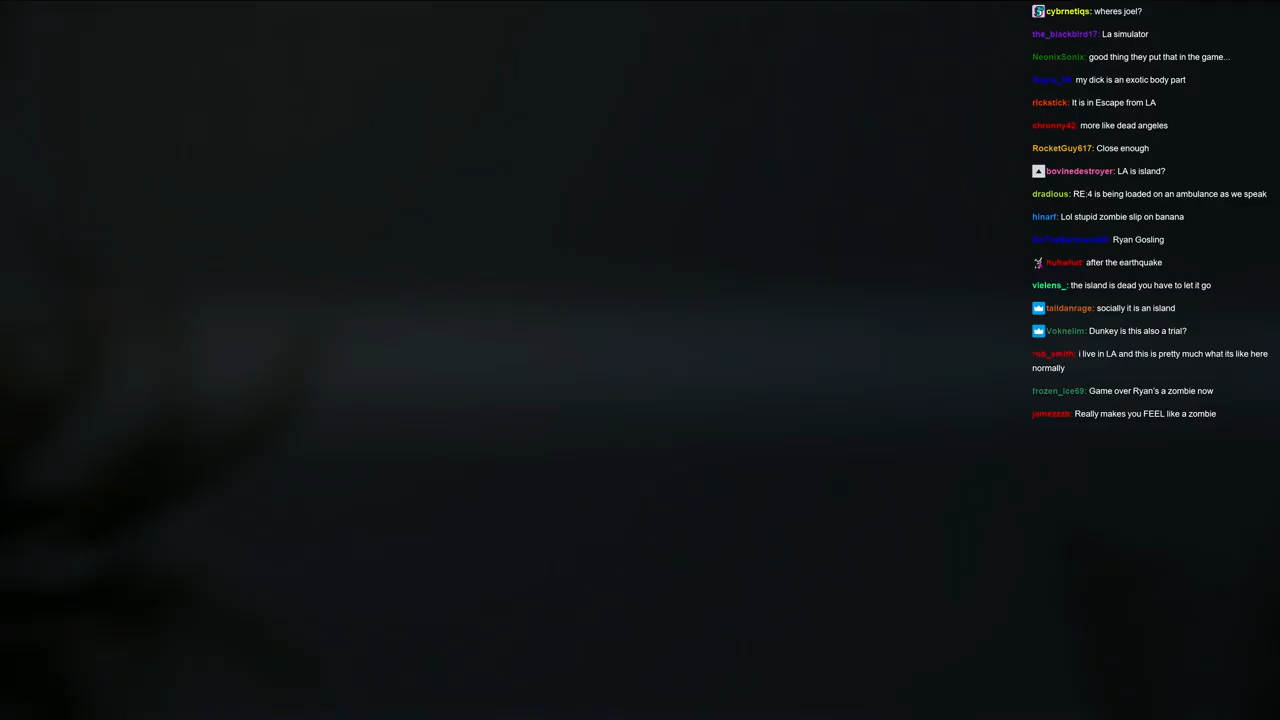 cybrnetiqs: wheres joel?
the_blackbird17: La simulator
NeonixSonix: good thing they put that in the game...
my dick is an exotic body part
rickstick: It is in Escape from LA
chronny42 more like dead angeles
RocketGuy617: Close enough
bovinedestroyer: LA is island?
dradious: RE:4 is being loaded on an ambulance as we speak
hinarf: Lol stupid zombie slip on banana
Ryan Gosling
huhwhat after the earthquake
vielens_: the island is dead you have to let it go
taildanrage: socially it is an island
Voknelim: Dunkey is this also a trial?
rod_smith: i live in LA and this is pretty much what its like here
normally
frozen_ice69: Game over Ryan's a zombie now
jamezzzb: Really makes you FEEL like a zombie